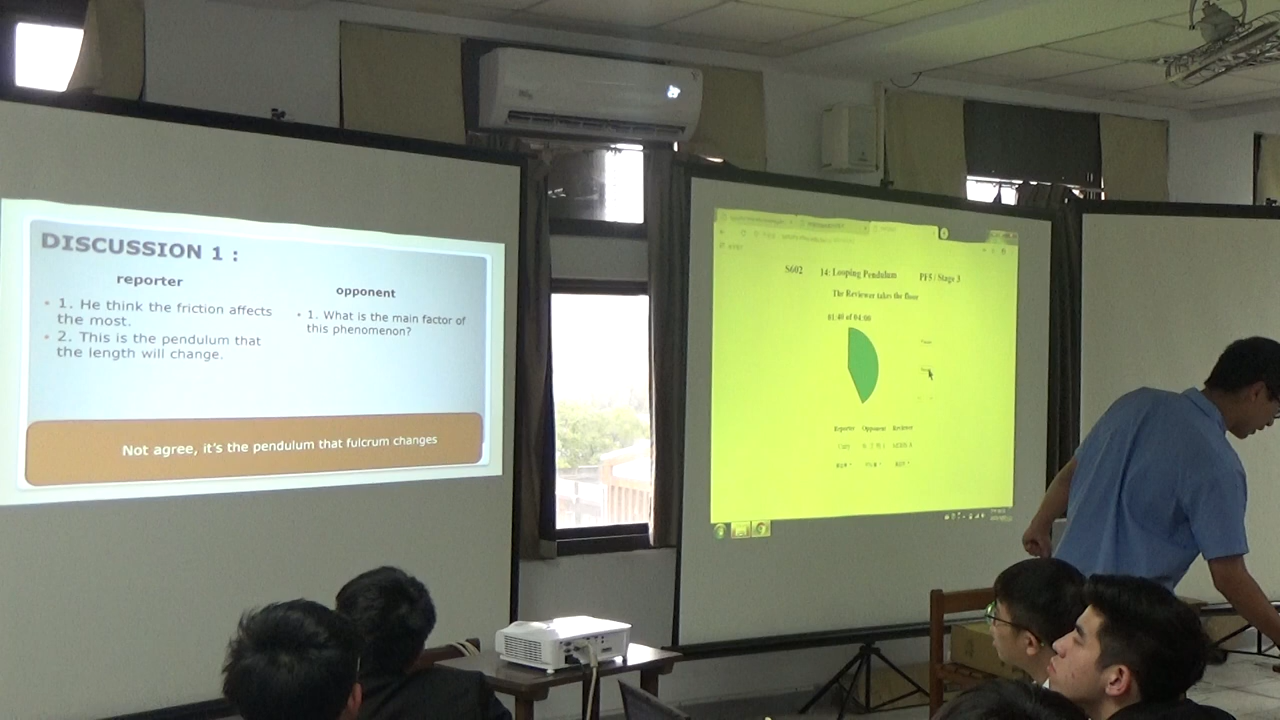 DISCUSSION 1 :
reporter
• 1. He think the friction affects
the most.
• 2. This is the pendulum that
the length will change.
opponent
• 1. What is the main factor of
this phenomenon?
Not agree, it's the pendulum that fulcrum changes
S602 14: Looping Pendulum PF5 / Stage 3
The Reviewer takes the floor
01:40 of 04:00
Reporter Opponent Reviewer